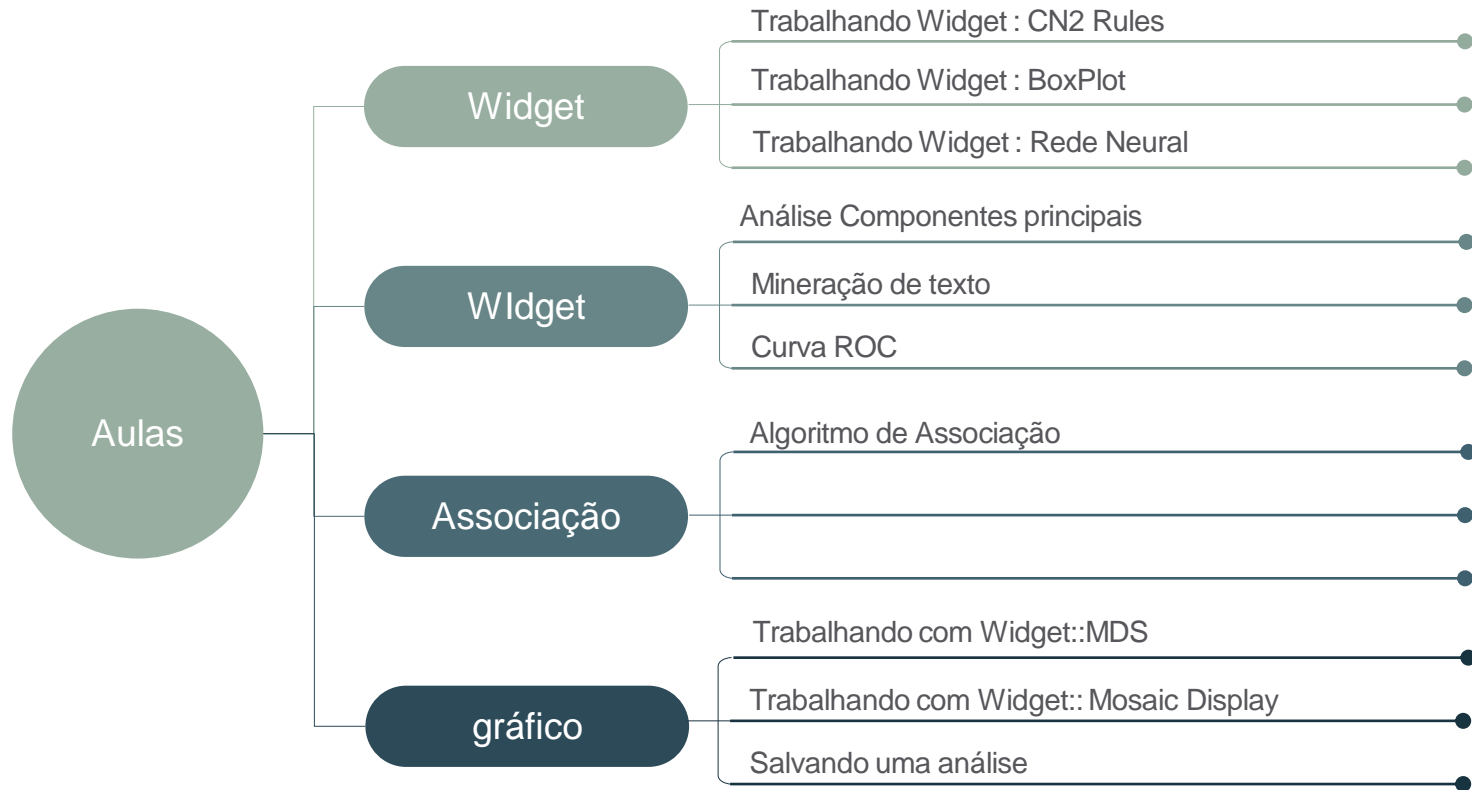 Aulas
Widget
Trabalhando Widget : CN2 Rules
Trabalhando Widget : BoxPlot
Trabalhando Widget : Rede Neural
WIdget
Análise Componentes principais
Mineração de texto
Curva ROC
Associação
Algoritmo de Associação
gráfico
Trabalhando com Widget::MDS
Trabalhando com Widget:: Mosaic Display
Salvando uma análise